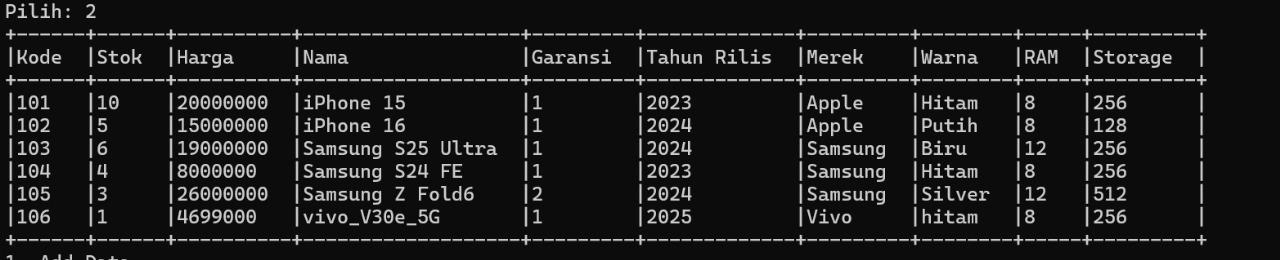 Pilih: 2
+------+------+----------+--------------------+---------+-------------+---------+--------+-----+---------+
|Kode  |Stok  |Harga     |Nama                |Garansi  |Tahun Rilis  |Merek    |Warna   |RAM  |Storage  |
+------+------+----------+--------------------+---------+-------------+---------+--------+-----+---------+
|101   |10    |20000000  |iPhone 15           |1        |2023         |Apple    |Hitam   |8    |256      |
|102   |5     |15000000  |iPhone 16           |1        |2024         |Apple    |Putih   |8    |128      |
|103   |6     |19000000  |Samsung S25 Ultra   |1        |2024         |Samsung  |Biru    |12   |256      |
|104   |4     |8000000   |Samsung S24 FE      |1        |2023         |Samsung  |Hitam   |8    |256      |
|105   |3     |26000000  |Samsung Z Fold6     |2        |2024         |Samsung  |Silver  |12   |512      |
|106   |1     |4699000   |vivo_V30e_5G        |1        |2025         |Vivo     |hitam   |8    |256      |
+------+------+----------+--------------------+---------+-------------+---------+--------+-----+---------+
1. Add Data